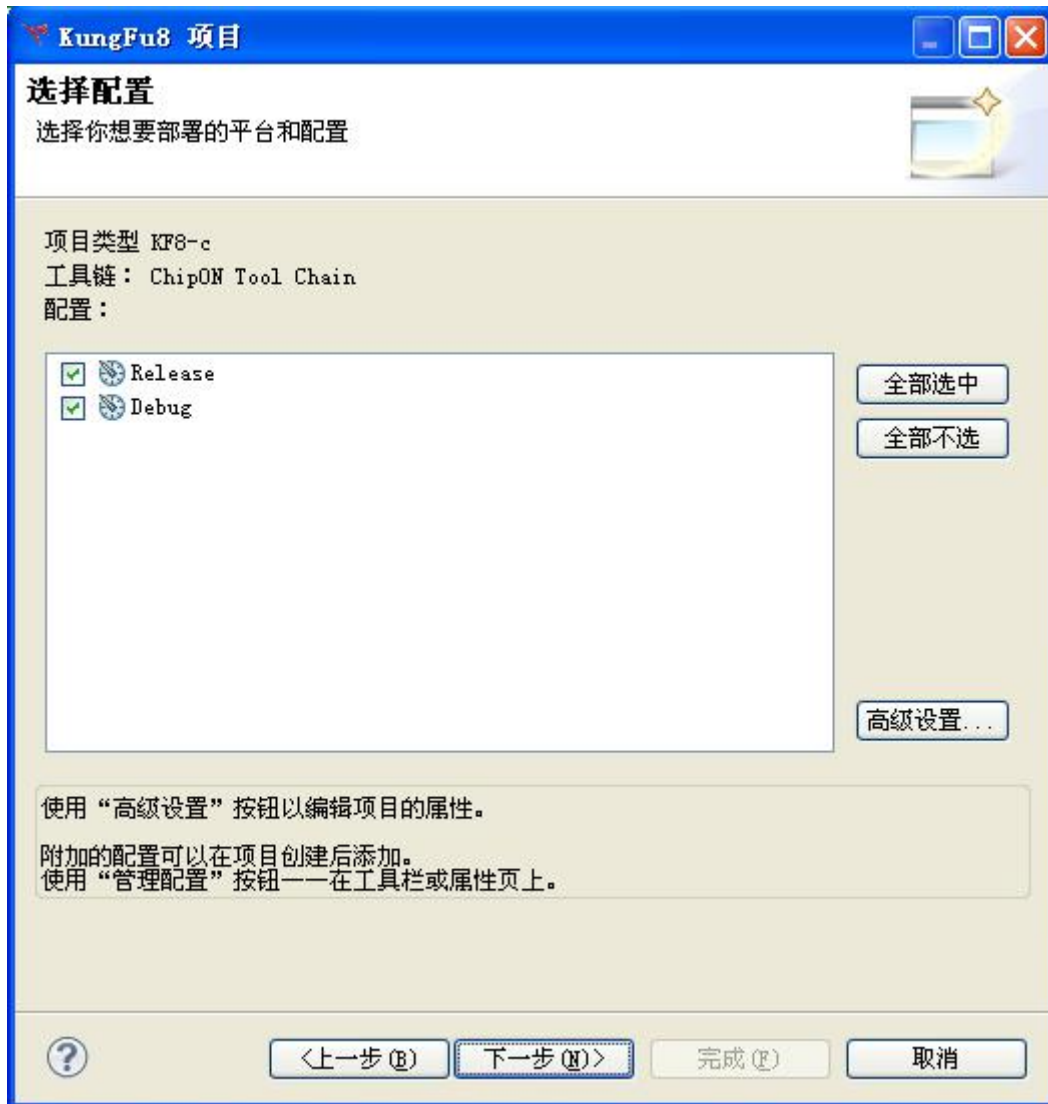 KungFu8 项目
选择配置
选择你想要部署的平台和配置
项目类型 KF8-c
工具链： ChipON Tool Chain
配置：
Release
Debug
全部选中
全部不选
高级设置...
使用“高级设置”按钮以编辑项目的属性。
附加的配置可以在项目创建后添加。
使用“管理配置”按钮——在工具栏或属性页上。
<上一步(B)
下一步(N)>
完成(F)
取消